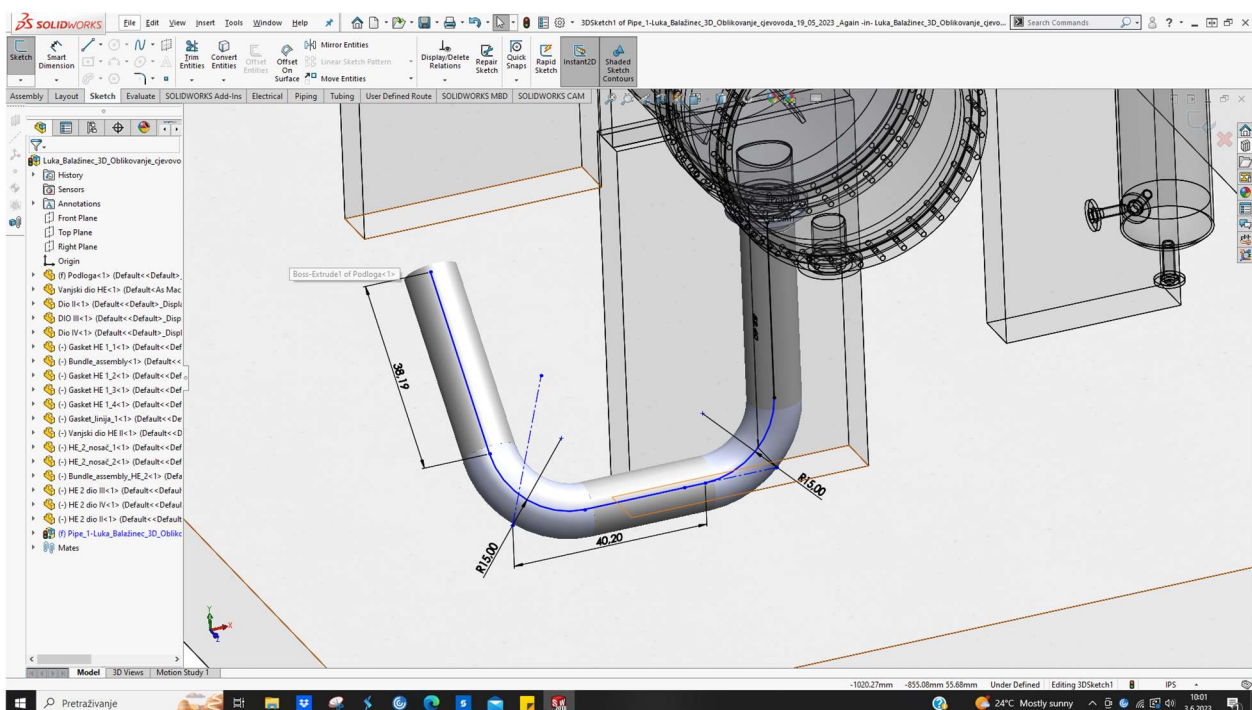 SOLIDWORKS File Edit View Insert Tools Window Help 3DSketch1 of Pipe_1-Luka_Balažinec_3D_Oblikovanje_cjevovoda_19_05_2023 _Again -in- Luka_Balažinec_3D_Oblikovanje_cjevo... Search Commands
Sketch
Smart Dimension
Trim Entities
Convert Entities
Offset Entities
Offset On Surface
Mirror Entities
Linear Sketch Pattern
Move Entities
Display/Delete Relations
Repair Sketch
Quick Snaps
Rapid Sketch
Instant2D
Shaded Sketch Contours
Assembly Layout Sketch Evaluate SOLIDWORKS Add-Ins Electrical Piping Tubing User Defined Route SOLIDWORKS MBD SOLIDWORKS CAM
Luka_Balažinec_3D_Oblikovanje_cjevovo
History
Sensors
Annotations
Front Plane
Top Plane
Right Plane
Origin
(f) Podloga<1> (Default<<Default>_
Vanjski dio HE<1> (Default<As Mac
Dio II<1> (Default<<Default>_Displa
DIO III<1> (Default<<Default>_Disp
Dio IV<1> (Default<<Default>_Displ
(-) Gasket HE 1_1<1> (Default<<Def
(-) Bundle_assembly<1> (Default<<
(-) Gasket HE 1_2<1> (Default<<Def
(-) Gasket HE 1_3<1> (Default<<Def
(-) Gasket HE 1_4<1> (Default<<Def
(-) Gasket_linija_1<1> (Default<<De
(-) Vanjski dio HE II<1> (Default<<D
(-) HE_2_nosač_1<1> (Default<<Def
(-) HE_2_nosač_2<1> (Default<<Def
(-) Bundle_assembly_HE_2<1> (Defa
(-) HE 2 dio III<1> (Default<<Default
(-) HE 2 dio IV<1> (Default<<Defaul
(-) HE 2 dio II<1> (Default<<Default
(f) Pipe_1-Luka_Balažinec_3D_Obliko
Mates
Boss-Extrude1 of Podloga<1>
38,19
R15,00
40,20
R15,00
Y
X
Z
Model 3D Views Motion Study 1
-1020.27mm -855.08mm 55.68mm Under Defined Editing 3DSketch1 IPS
Pretraživanje
24°C Mostly sunny
10:01
3.6.2023.